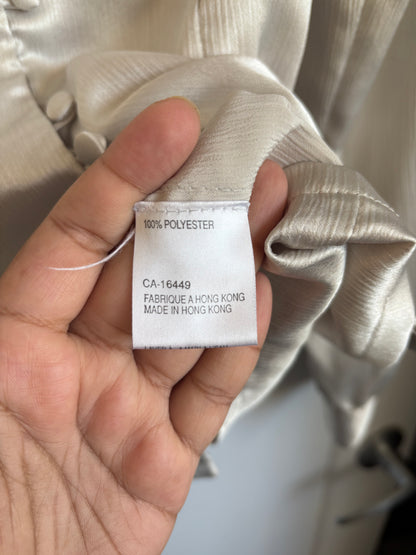 100% POLYESTER
CA-16449
FABRIQUE A HONG KONG
MADE IN HONG KONG